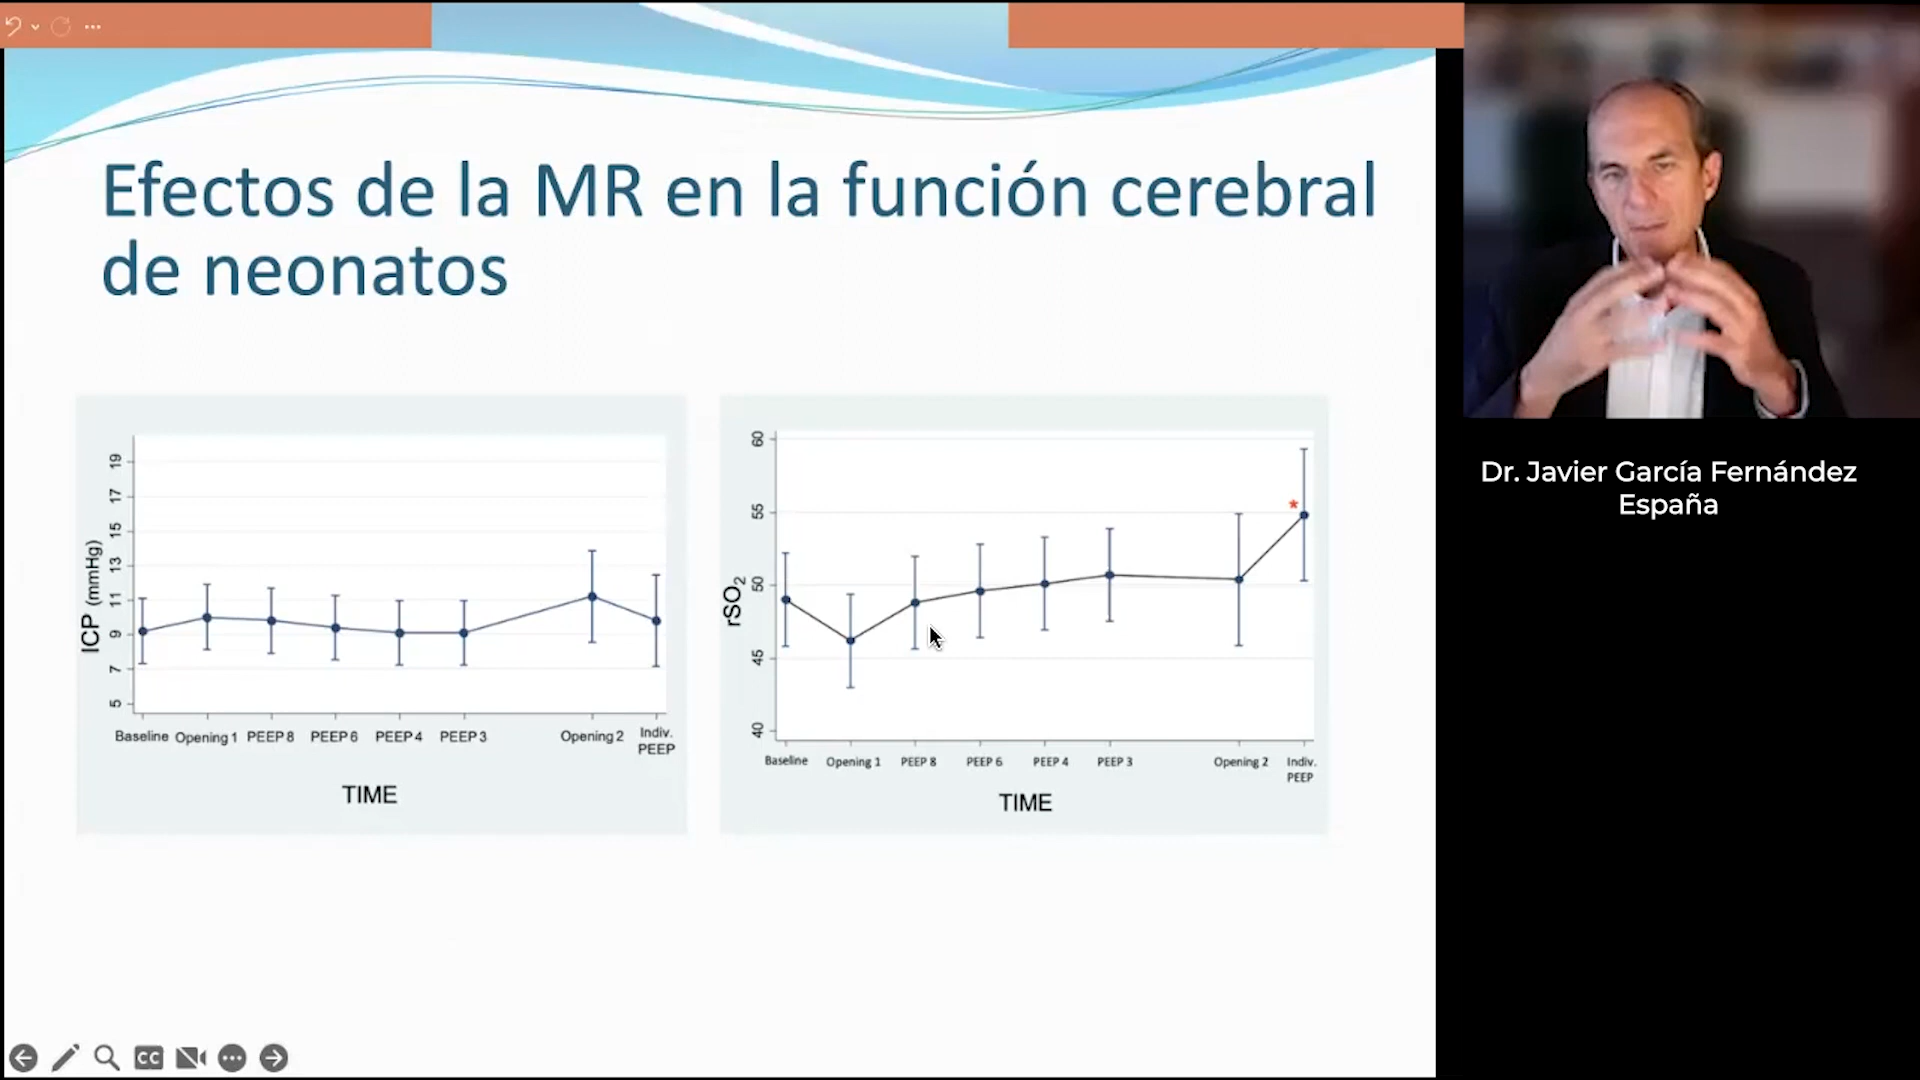 Efectos de la MR en la función cerebral
de neonatos
ICP (mmHg)
19
17
15
13
11
9
7
5
Baseline Opening 1 PEEP 8 PEEP 6 PEEP 4 PEEP 3 Opening 2 Indiv. PEEP
TIME
rSO2
60
55
50
45
40
*
Baseline Opening 1 PEEP 8 PEEP 6 PEEP 4 PEEP 3 Opening 2 Indiv. PEEP
TIME
Dr. Javier García Fernández
España
CC